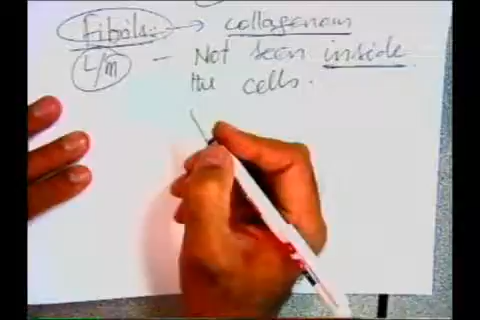 Fibrils: → collagenous
L/m — Not seen inside
the cells.